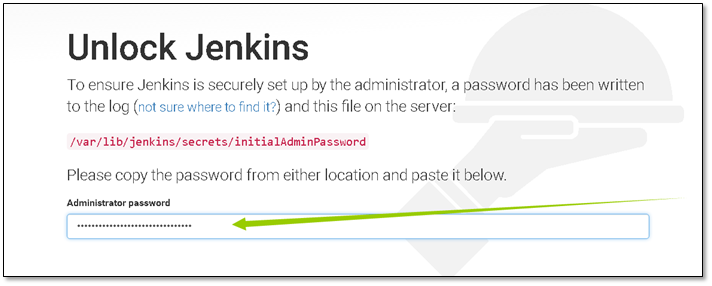 Unlock Jenkins
To ensure Jenkins is securely set up by the administrator, a password has been written
to the log (not sure where to find it?) and this file on the server:
/var/lib/jenkins/secrets/initialAdminPassword
Please copy the password from either location and paste it below.
Administrator password
••••••••••••••••••••••••••••••••